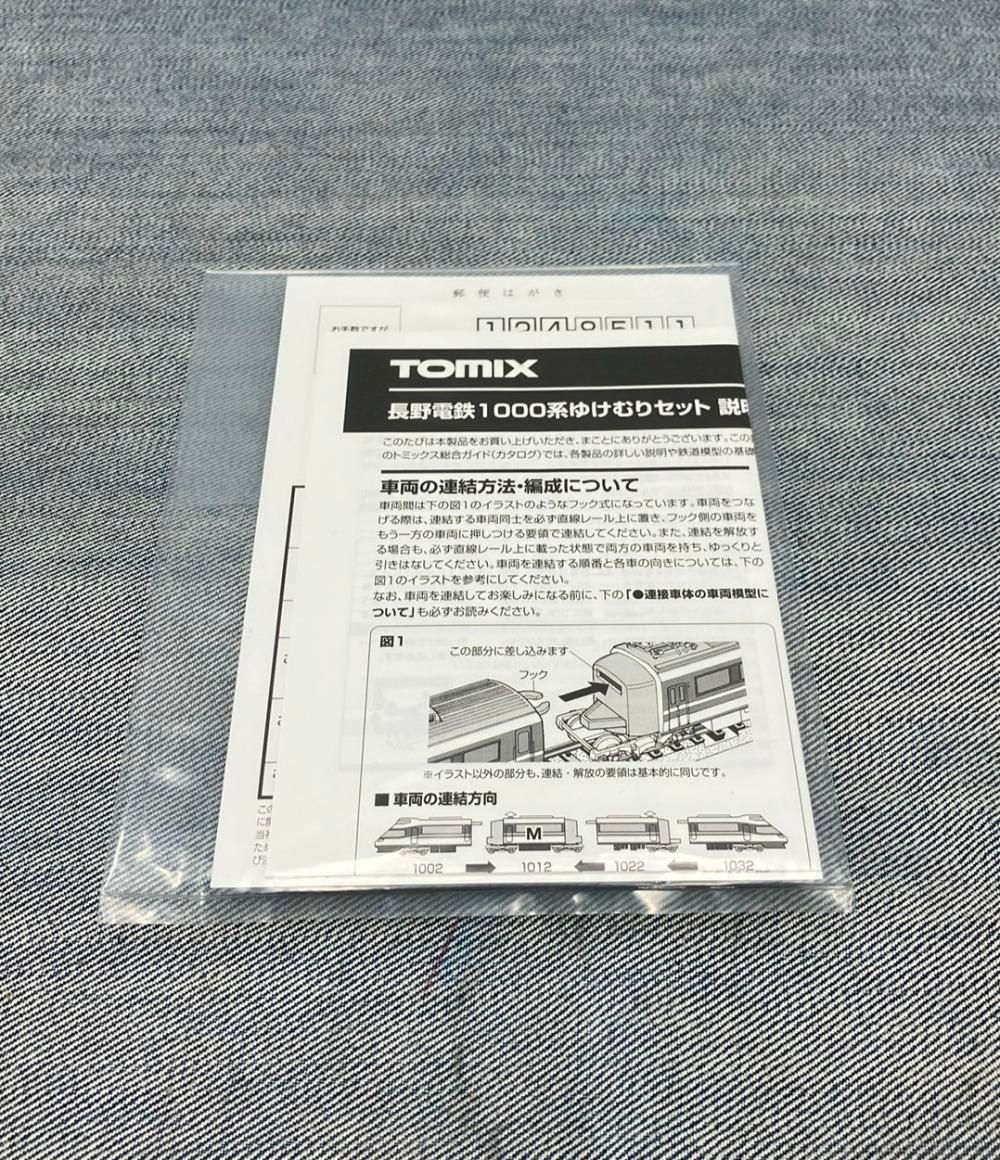 郵便はがき
お手数ですが
TOMIX
長野電鉄1000系ゆけむりセット 説
このたびは本製品をお買い上げいただき、まことにありがとうございます。この
のトミックス総合ガイド(カタログ)では、各製品の詳しい説明や鉄道模型の基礎
車両の連結方法・編成について
車両間は下の図1のイラストのようなフック式になっています。車両をつな
げる際は、連結する車両同士を必ず直線レール上に置き、フック側の車両を
もう一方の車両に押しつける要領で連結してください。また、連結を解放す
る場合も、必ず直線レール上に載った状態で両方の車両を持ち、ゆっくりと
引きはなしてください。車両を連結する順番と各車の向きについては、下の
図1のイラストを参考にしてください。
なお、車両を連結してお楽しみになる前に、下の「●連接車体の車両模型に
ついて」も必ずお読みください。
図1
この部分に差し込みます
フック
※イラスト以外の部分も、連結・解放の要領は基本的に同じです。
■ 車両の連結方向
M
1002 1012 1022 1032
こ
に
当
た
び